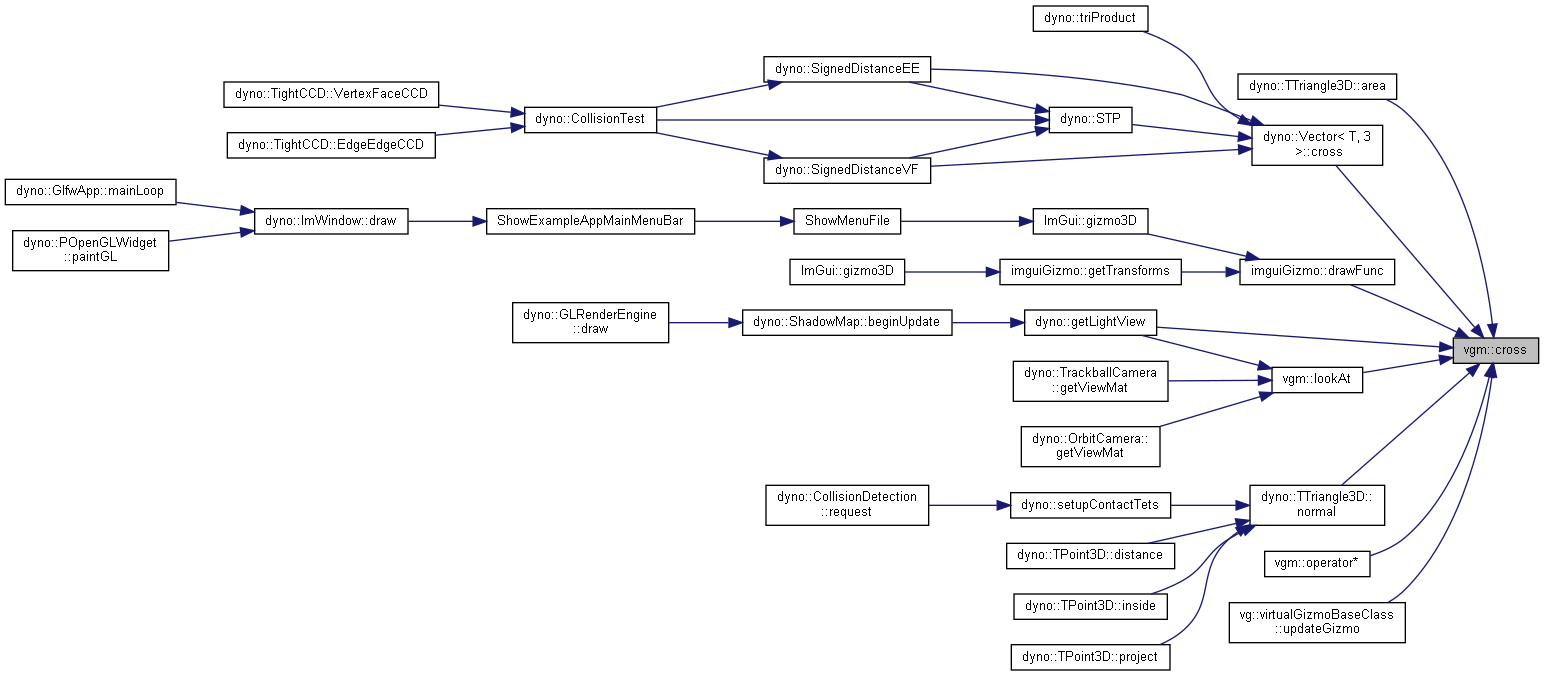 dyno::triProduct
dyno::SignedDistanceEE
dyno::TTriangle3D::area
dyno::TightCCD::VertexFaceCCD
dyno::CollisionTest
dyno::STP
dyno::Vector< T, 3
>::cross
dyno::TightCCD::EdgeEdgeCCD
dyno::SignedDistanceVF
dyno::GlfwApp::mainLoop
dyno::ImWindow::draw
ShowExampleAppMainMenuBar
ShowMenuFile
ImGui::gizmo3D
dyno::POpenGLWidget
::paintGL
ImGui::gizmo3D
imguiGizmo::getTransforms
imguiGizmo::drawFunc
dyno::GLRenderEngine
::draw
dyno::ShadowMap::beginUpdate
dyno::getLightView
vgm::cross
dyno::TrackballCamera
::getViewMat
vgm::lookAt
dyno::OrbitCamera::
getViewMat
dyno::CollisionDetection
::request
dyno::setupContactTets
dyno::TTriangle3D::
normal
dyno::TPoint3D::distance
vgm::operator*
dyno::TPoint3D::inside
vg::virtualGizmoBaseClass
::updateGizmo
dyno::TPoint3D::project